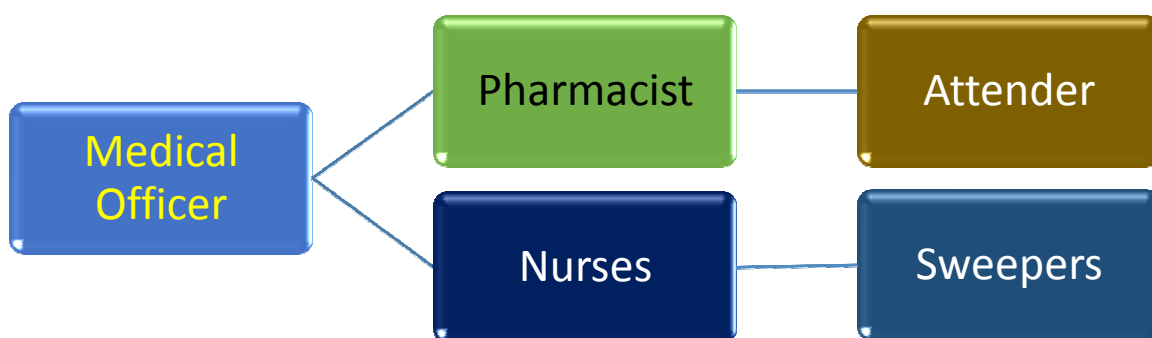 Medical
Officer
Pharmacist
Attender
Nurses
Sweepers